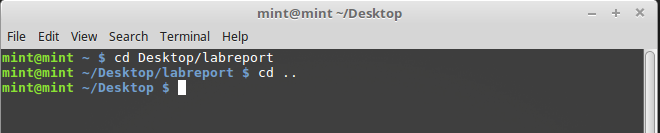 mint@mint ~/Desktop
File Edit View Search Terminal Help
mint@mint ~ $ cd Desktop/labreport
mint@mint ~/Desktop/labreport $ cd ..
mint@mint ~/Desktop $